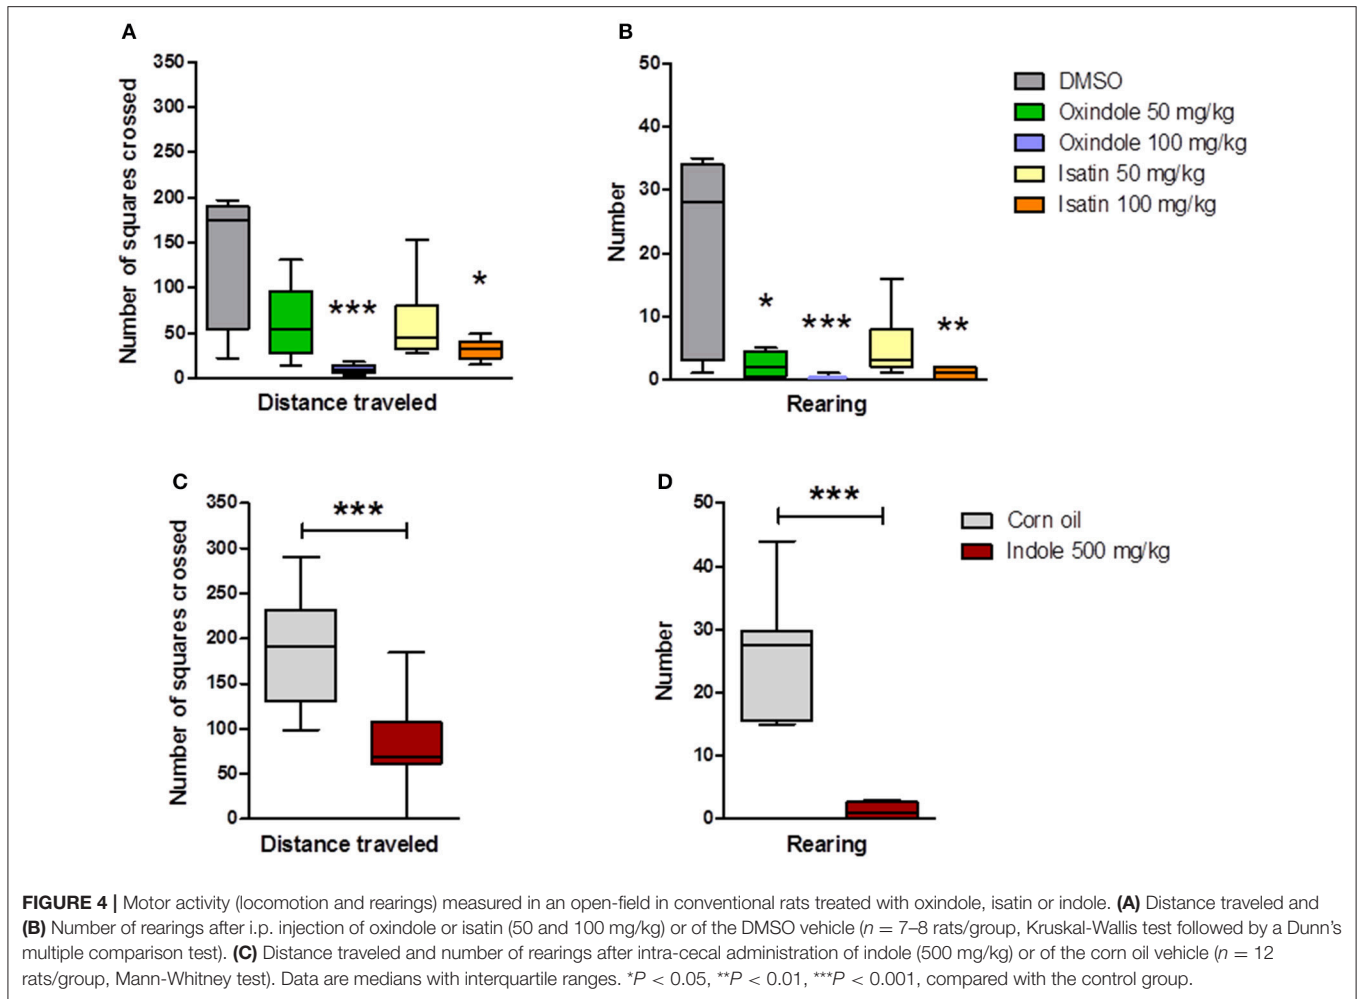 A
350
300
250
200
150
100
50
0
Number of squares crossed
***
*
Distance traveled
B
50
40
30
20
10
0
Number
*
***
**
Rearing
DMSO
Oxindole 50 mg/kg
Oxindole 100 mg/kg
Isatin 50 mg/kg
Isatin 100 mg/kg
C
350
300
250
200
150
100
50
0
Number of squares crossed
***
Distance traveled
D
50
40
30
20
10
0
Number
***
Rearing
Corn oil
Indole 500 mg/kg
FIGURE 4 | Motor activity (locomotion and rearings) measured in an open-field in conventional rats treated with oxindole, isatin or indole. (A) Distance traveled and
(B) Number of rearings after i.p. injection of oxindole or isatin (50 and 100 mg/kg) or of the DMSO vehicle (n = 7–8 rats/group, Kruskal-Wallis test followed by a Dunn's
multiple comparison test). (C) Distance traveled and number of rearings after intra-cecal administration of indole (500 mg/kg) or of the corn oil vehicle (n = 12
rats/group, Mann-Whitney test). Data are medians with interquartile ranges. *P < 0.05, **P < 0.01, ***P < 0.001, compared with the control group.